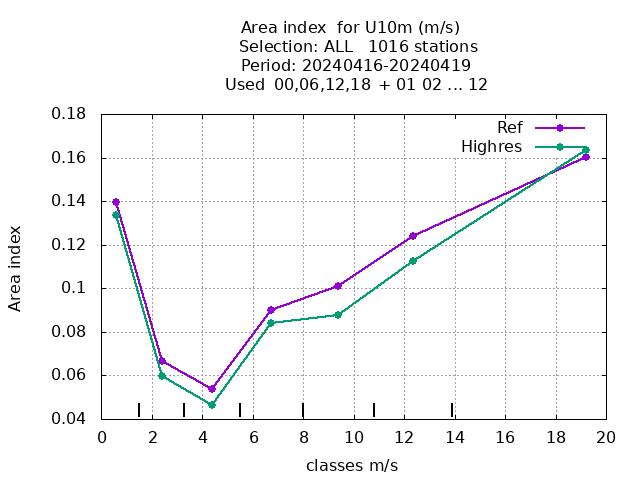 Area index  for U10m (m/s)
Selection: ALL   1016 stations
Period: 20240416-20240419
Used  00,06,12,18 + 01 02 ... 12
0.18
Ref
Highres
0.16
0.14
0.12
0.1
0.08
0.06
0.04
Area index
0 2 4 6 8 10 12 14 16 18 20
classes m/s